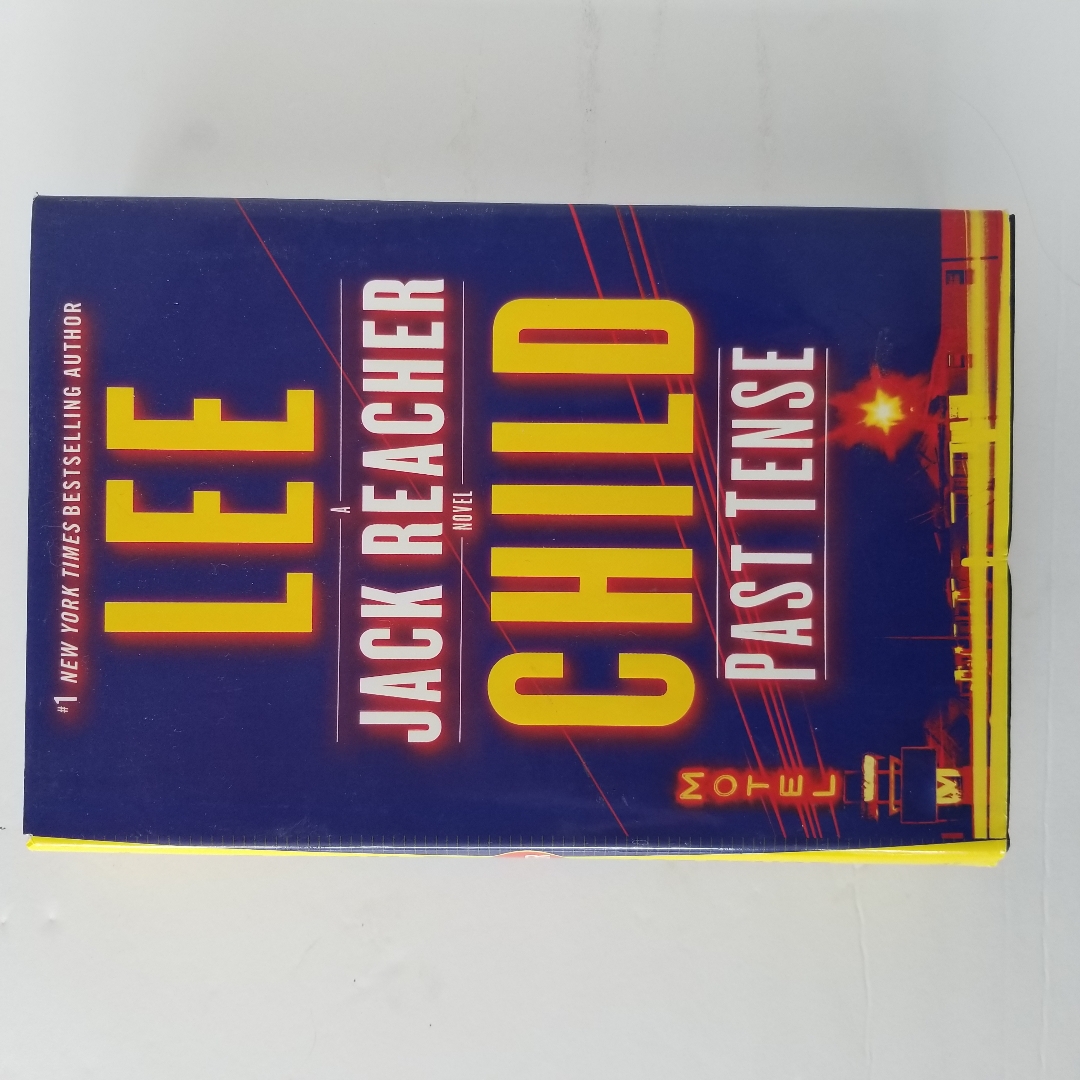 #1 NEW YORK TIMES BESTSELLING AUTHOR
LEE
A
JACK REACHER
NOVEL
CHILD
PAST TENSE
MOTEL
M